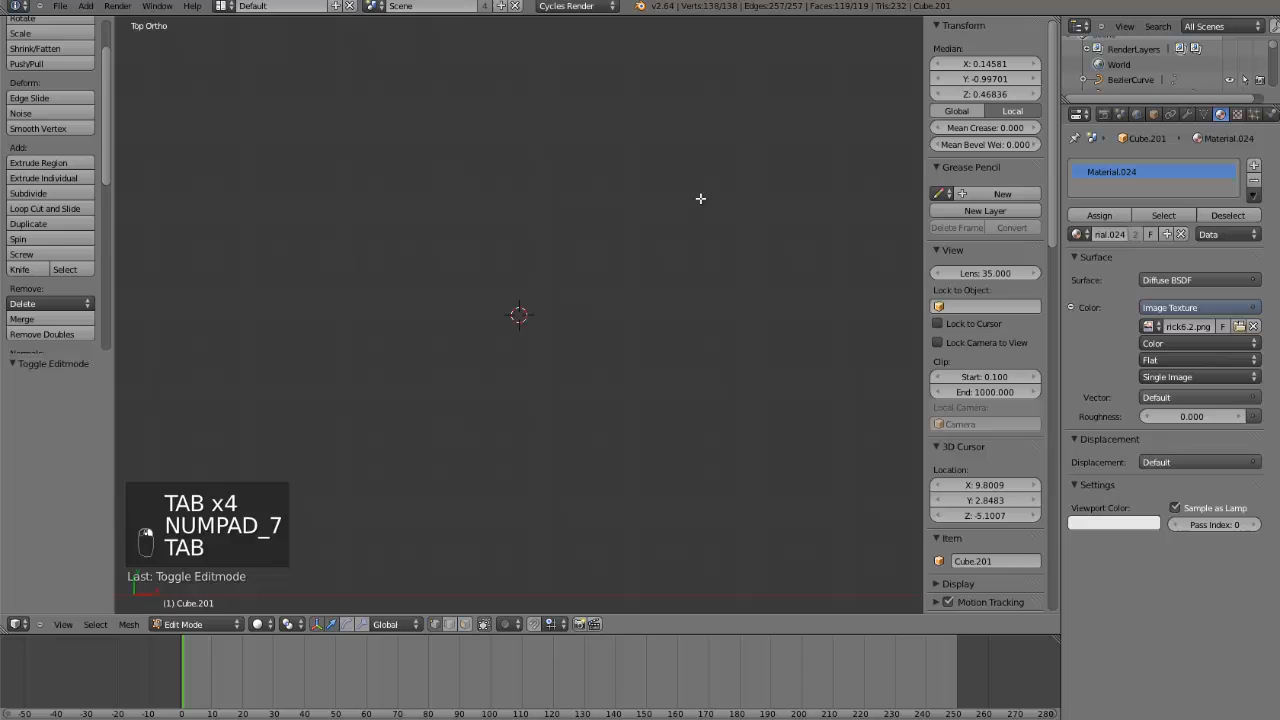 File Add Render Window Help Default Scene 4 Cycles Render v2.64 | Verts:138/138 | Edges:257/257 | Faces:119/119 | Tris:232 | Cube.201
Rotate
Scale
Shrink/Fatten
Push/Pull
Deform:
Edge Slide
Noise
Smooth Vertex
Add:
Extrude Region
Extrude Individual
Subdivide
Loop Cut and Slide
Duplicate
Spin
Screw
Knife Select
Remove:
Delete
Merge
Remove Doubles
Toggle Editmode
Top Ortho
TAB x4
NUMPAD_7
TAB
Last: Toggle Editmode
(1) Cube.201
View Select Mesh Edit Mode Global
Transform
Median:
X: 0.14581
Y: -0.99701
Z: 0.46836
Global Local
Mean Crease: 0.000
Mean Bevel Wei: 0.000
Grease Pencil
New
New Layer
Delete Frame Convert
View
Lens: 35.000
Lock to Object:
Lock to Cursor
Lock Camera to View
Clip:
Start: 0.100
End: 1000.000
Local Camera:
Camera
3D Cursor
Location:
X: 9.8009
Y: 2.8483
Z: -5.1007
Item
Cube.201
Display
Motion Tracking
View Search All Scenes
RenderLayers
World
BezierCurve
Cube.201 Material.024
Material.024
Assign Select Deselect
rial.024 2 F Data
Surface
Surface: Diffuse BSDF
Color: Image Texture
rick6.2.png F
Color
Flat
Single Image
Vector: Default
Roughness: 0.000
Displacement
Displacement: Default
Settings
Viewport Color: Sample as Lamp
Pass Index: 0
-50 -40 -30 -20 -10 0 10 20 30 40 50 60 70 80 90 100 110 120 130 140 150 160 170 180 190 200 210 220 230 240 250 260 270 280